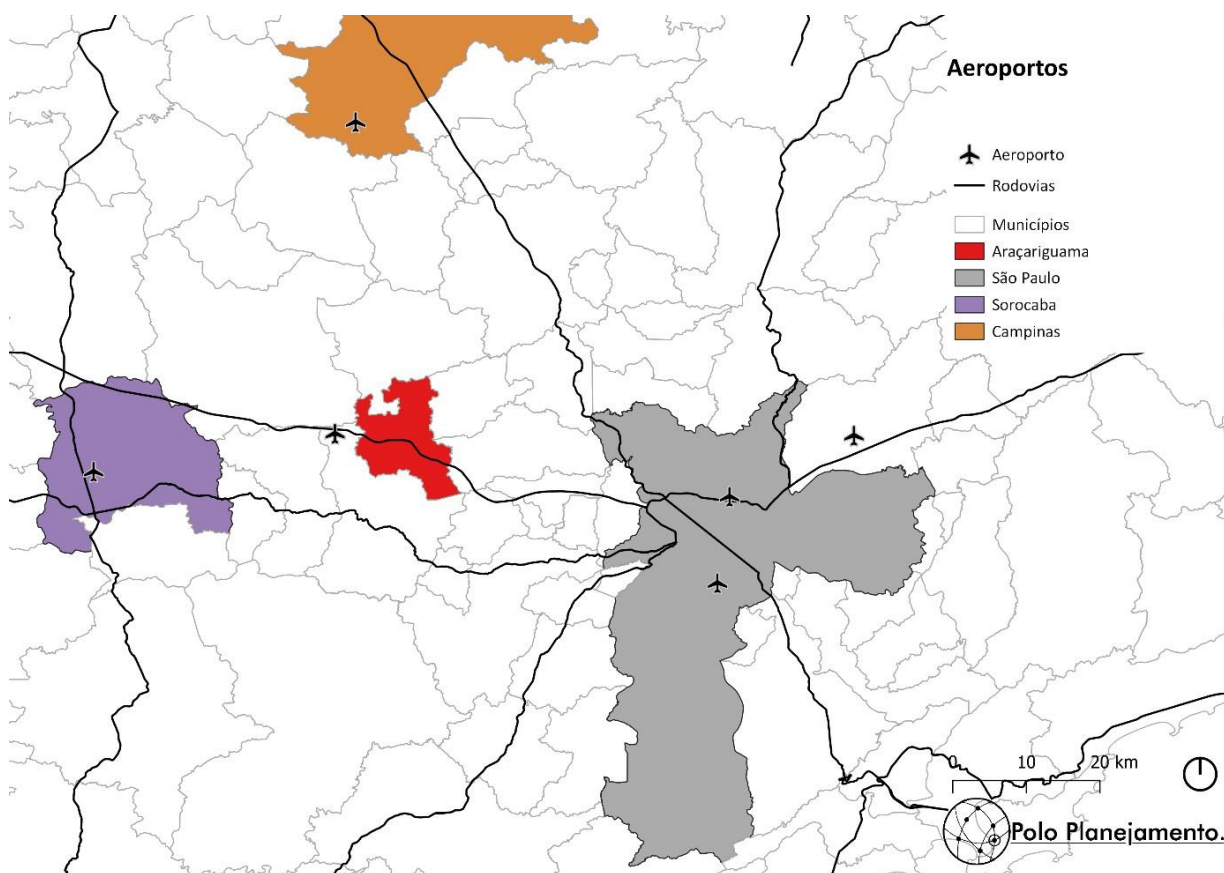 Aeroportos
Aeroporto
Rodovias
Municípios
Araçariguama
São Paulo
Sorocaba
Campinas
0 10 20 km
Polo Planejamento.